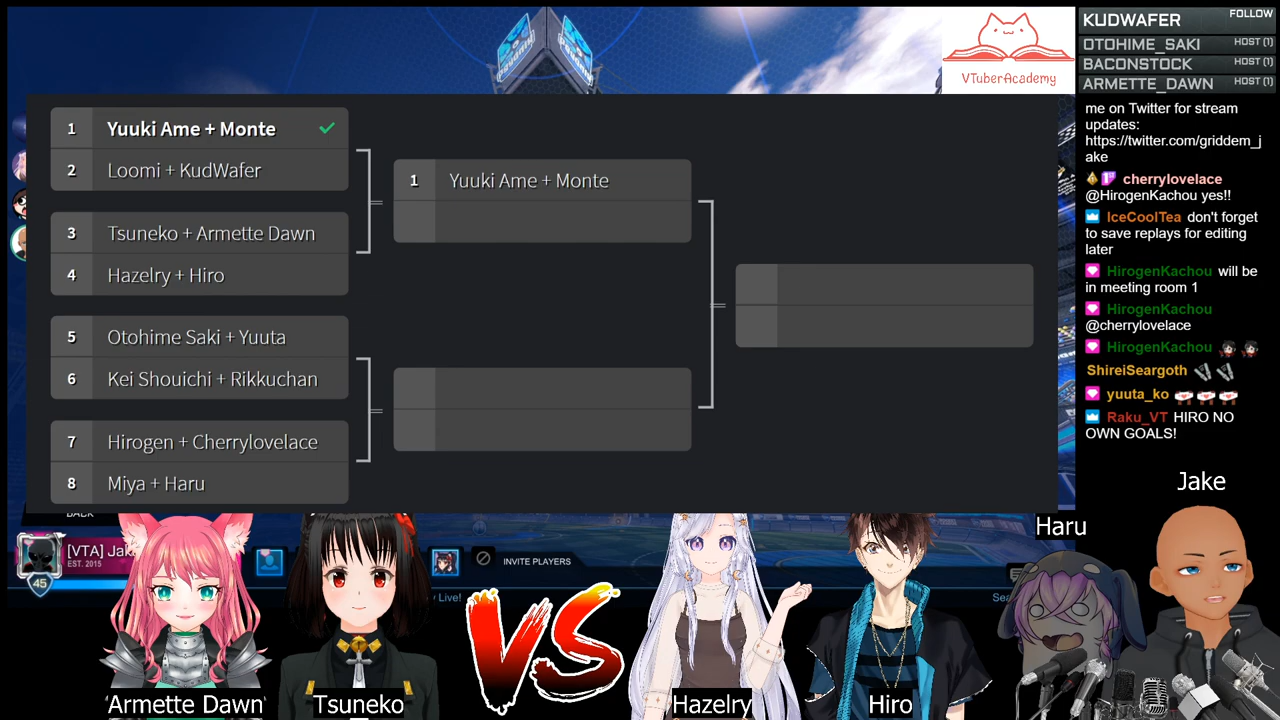 VTuberAcademy
KUDWAFER
FOLLOW
OTOHIME_SAKI HOST (1)
BACONSTOCK HOST (1)
ARMETTE_DAWN HOST (1)
me on Twitter for stream
updates:
https://twitter.com/griddem_j
ake
cherrylovelace
@HirogenKachou yes!!
IceCoolTea don't forget
to save replays for editing
later
HirogenKachou will be
in meeting room 1
HirogenKachou
@cherrylovelace
HirogenKachou
ShireiSeargoth
yuuta_ko
Raku_VT HIRO NO
OWN GOALS!
1 Yuuki Ame + Monte
2 Loomi + KudWafer
3 Tsuneko + Armette Dawn
4 Hazelry + Hiro
5 Otohime Saki + Yuuta
6 Kei Shouichi + Rikkuchan
7 Hirogen + Cherrylovelace
8 Miya + Haru
1 Yuuki Ame + Monte
BACK
[VTA] Jak
EST. 2015
45
INVITE PLAYERS
y Live!
Sea
VS
Armette Dawn
Tsuneko
Hazelry
Hiro
Haru
Jake